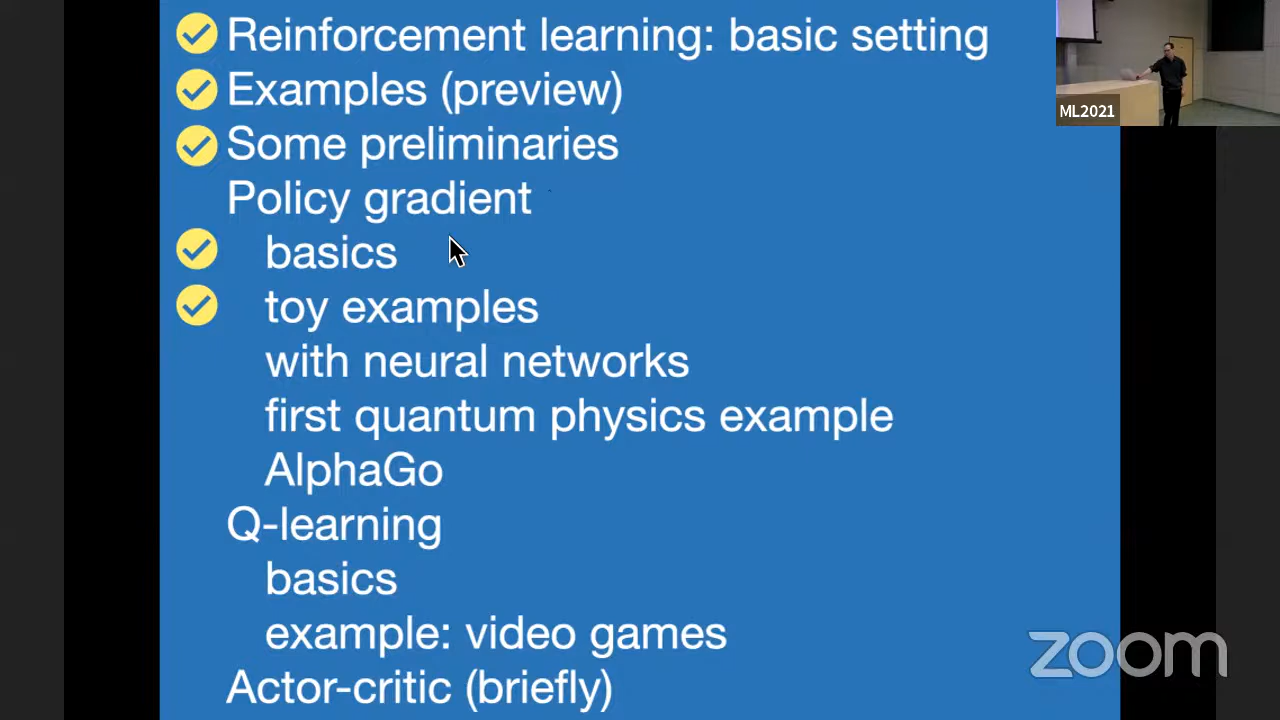 Reinforcement learning: basic setting
Examples (preview)
Some preliminaries
Policy gradient
basics
toy examples
with neural networks
first quantum physics example
AlphaGo
Q-learning
basics
example: video games
Actor-critic (briefly)
ML2021
zoom